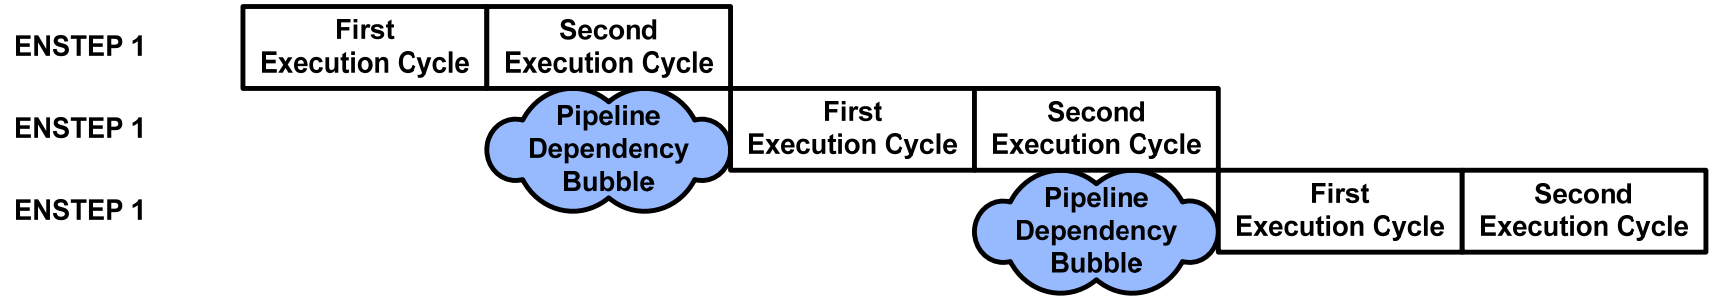 ENSTEP 1
First
Execution Cycle
Second
Execution Cycle
ENSTEP 1
Pipeline
Dependency
Bubble
First
Execution Cycle
Second
Execution Cycle
ENSTEP 1
Pipeline
Dependency
Bubble
First
Execution Cycle
Second
Execution Cycle